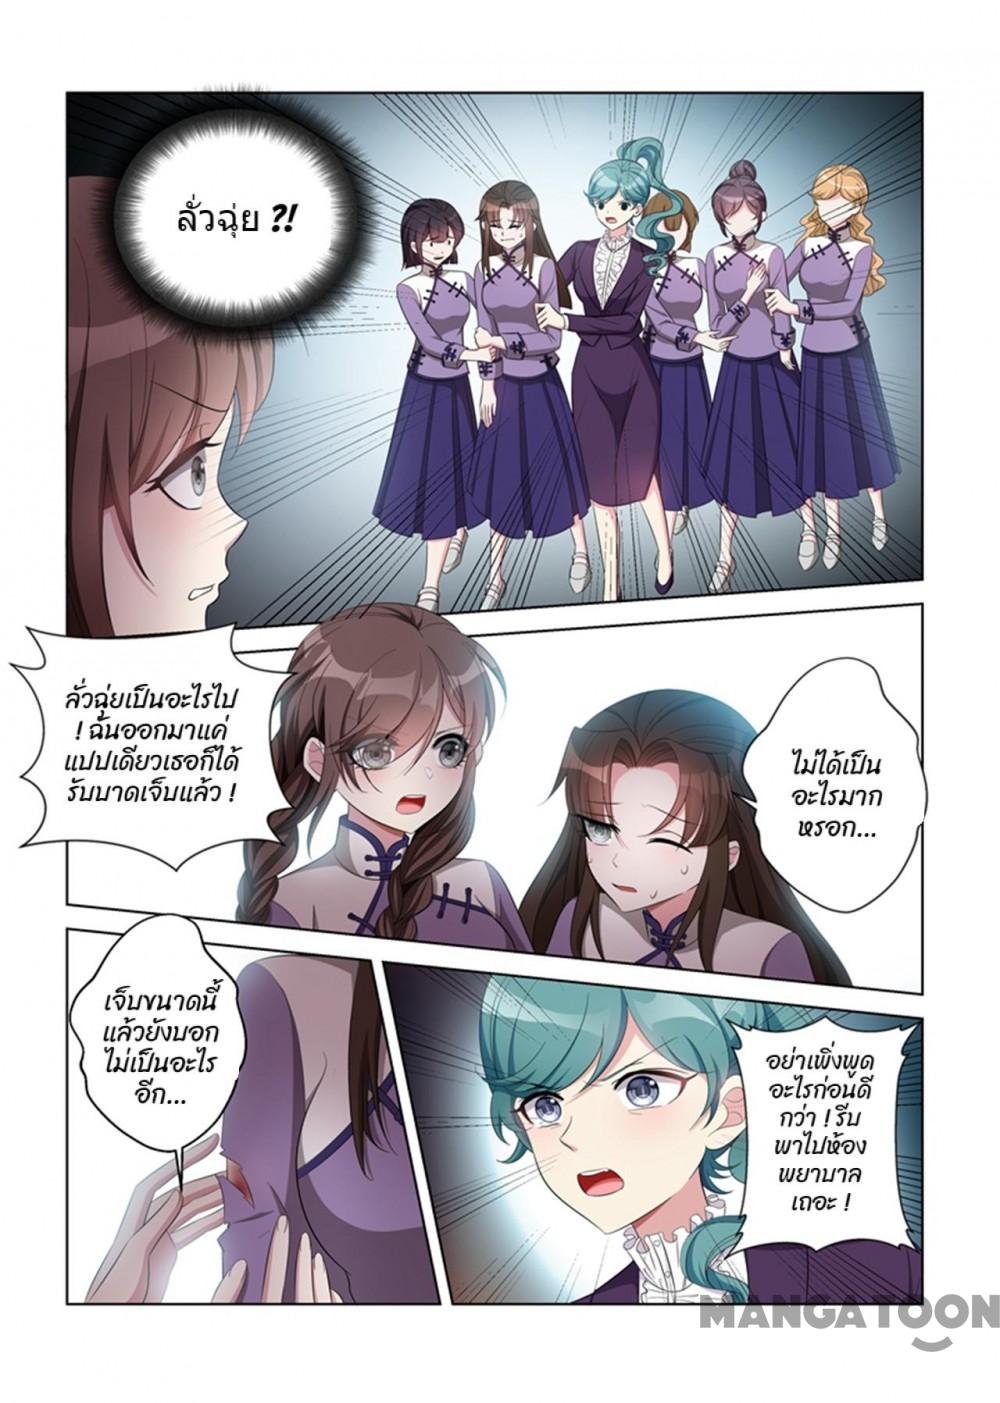 ลั่วฉุ่ย ?!
ลั่วฉุ่ยเป็นอะไรไป
! ฉันออกมาแค่
แปปเดียวเธอก็ได้
รับบาดเจ็บแล้ว !
ไม่ได้เป็น
อะไรมาก
หรอก...
เจ็บขนาดนี้
แล้วยังบอก
ไม่เป็นอะไร
อีก...
อย่าเพิ่งพูด
อะไรก่อนดี
กว่า ! รีบ
พาไปห้อง
พยาบาล
เถอะ !
MANGATOON